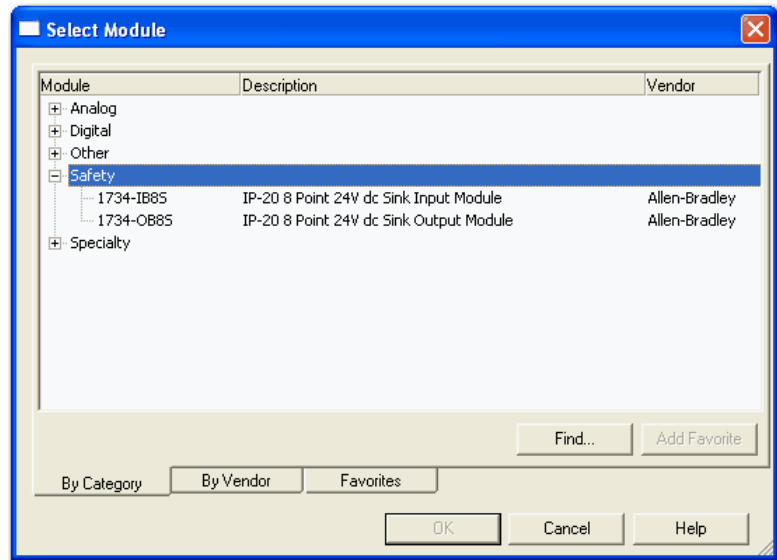 Select Module
Module Description Vendor
Analog
Digital
Other
Safety
1734-IB8S IP-20 8 Point 24V dc Sink Input Module Allen-Bradley
1734-OB8S IP-20 8 Point 24V dc Sink Output Module Allen-Bradley
Specialty
Find... Add Favorite
By Category By Vendor Favorites
OK Cancel Help